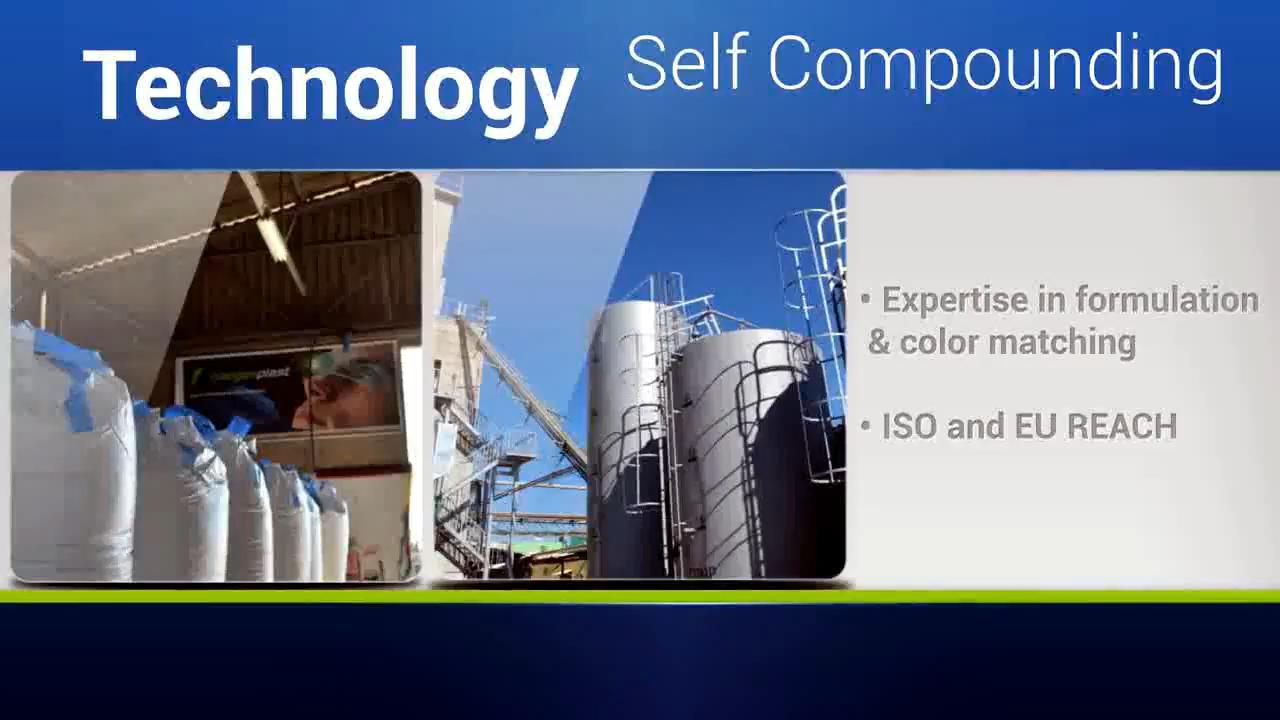 Technology
Self Compounding
• Expertise in formulation
& color matching
• ISO and EU REACH